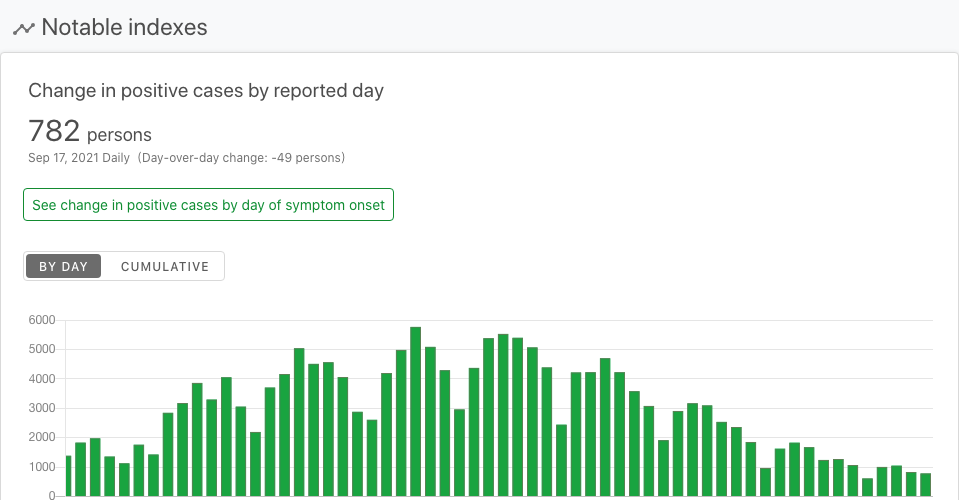 Notable indexes
Change in positive cases by reported day
782 persons
Sep 17, 2021 Daily (Day-over-day change: -49 persons)
See change in positive cases by day of symptom onset
BY DAY CUMULATIVE
6000
5000
4000
3000
2000
1000
0